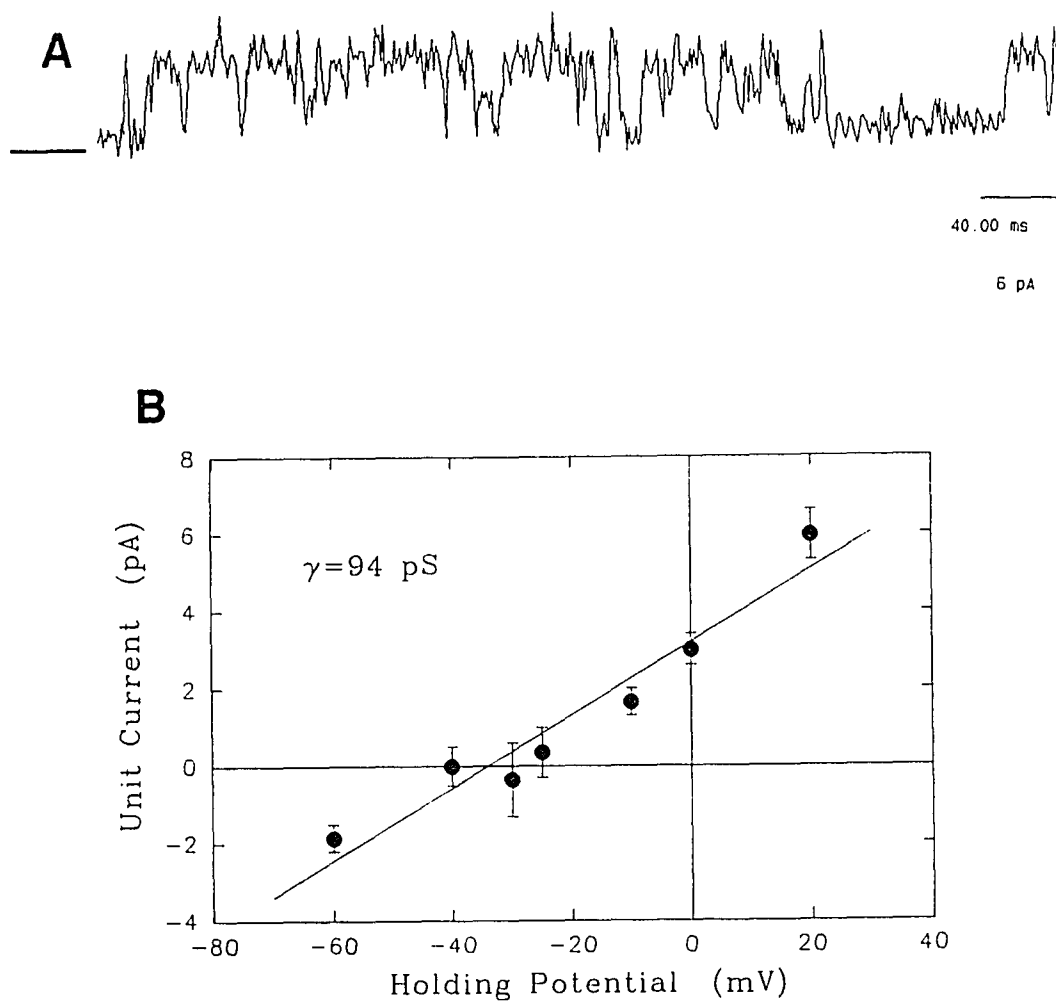 A
40.00 ms
6 pA
B
8
6
4
2
0
−2
−4
γ=94 pS
Unit Current (pA)
−80 −60 −40 −20 0 20 40
Holding Potential (mV)